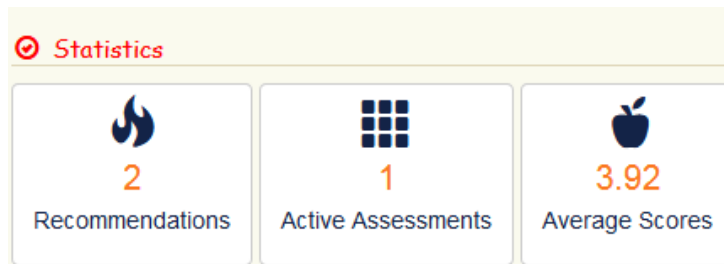 Statistics
2
Recommendations
1
Active Assessments
3.92
Average Scores